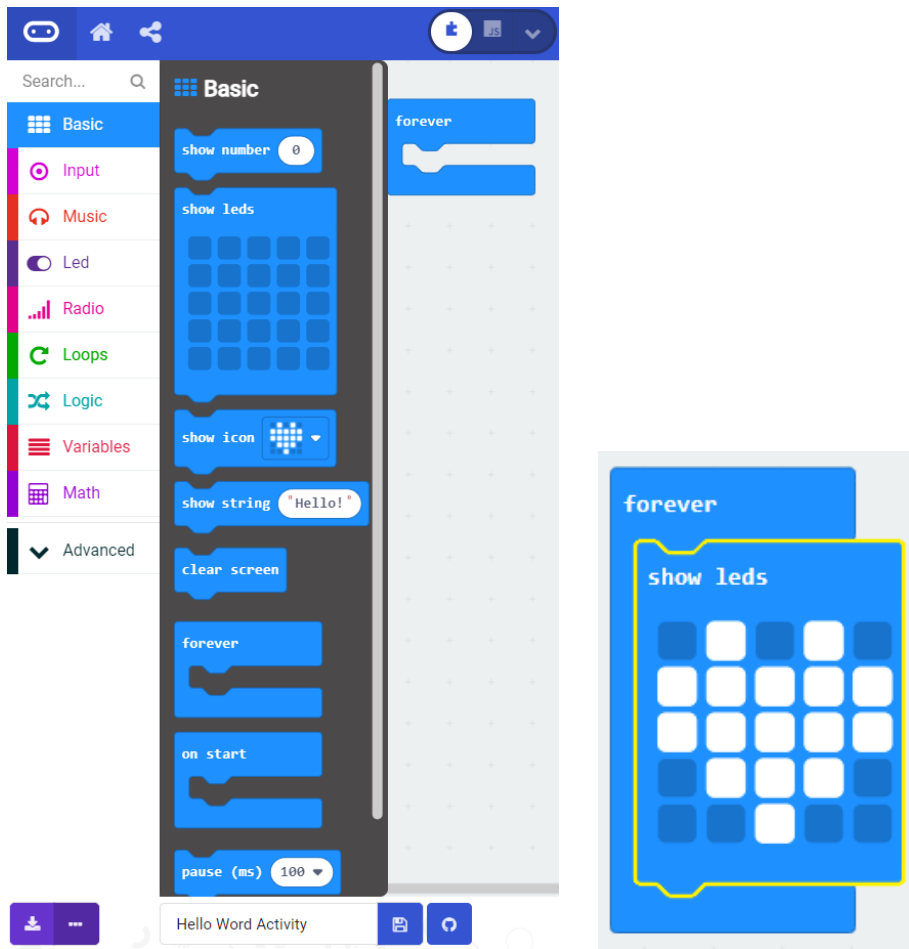 JS
Search...
Basic
Input
Music
Led
Radio
Loops
Logic
Variables
Math
Advanced
Basic
show number 0
show leds
show icon
show string "Hello!"
clear screen
forever
on start
pause (ms) 100
forever
Hello Word Activity
forever
show leds